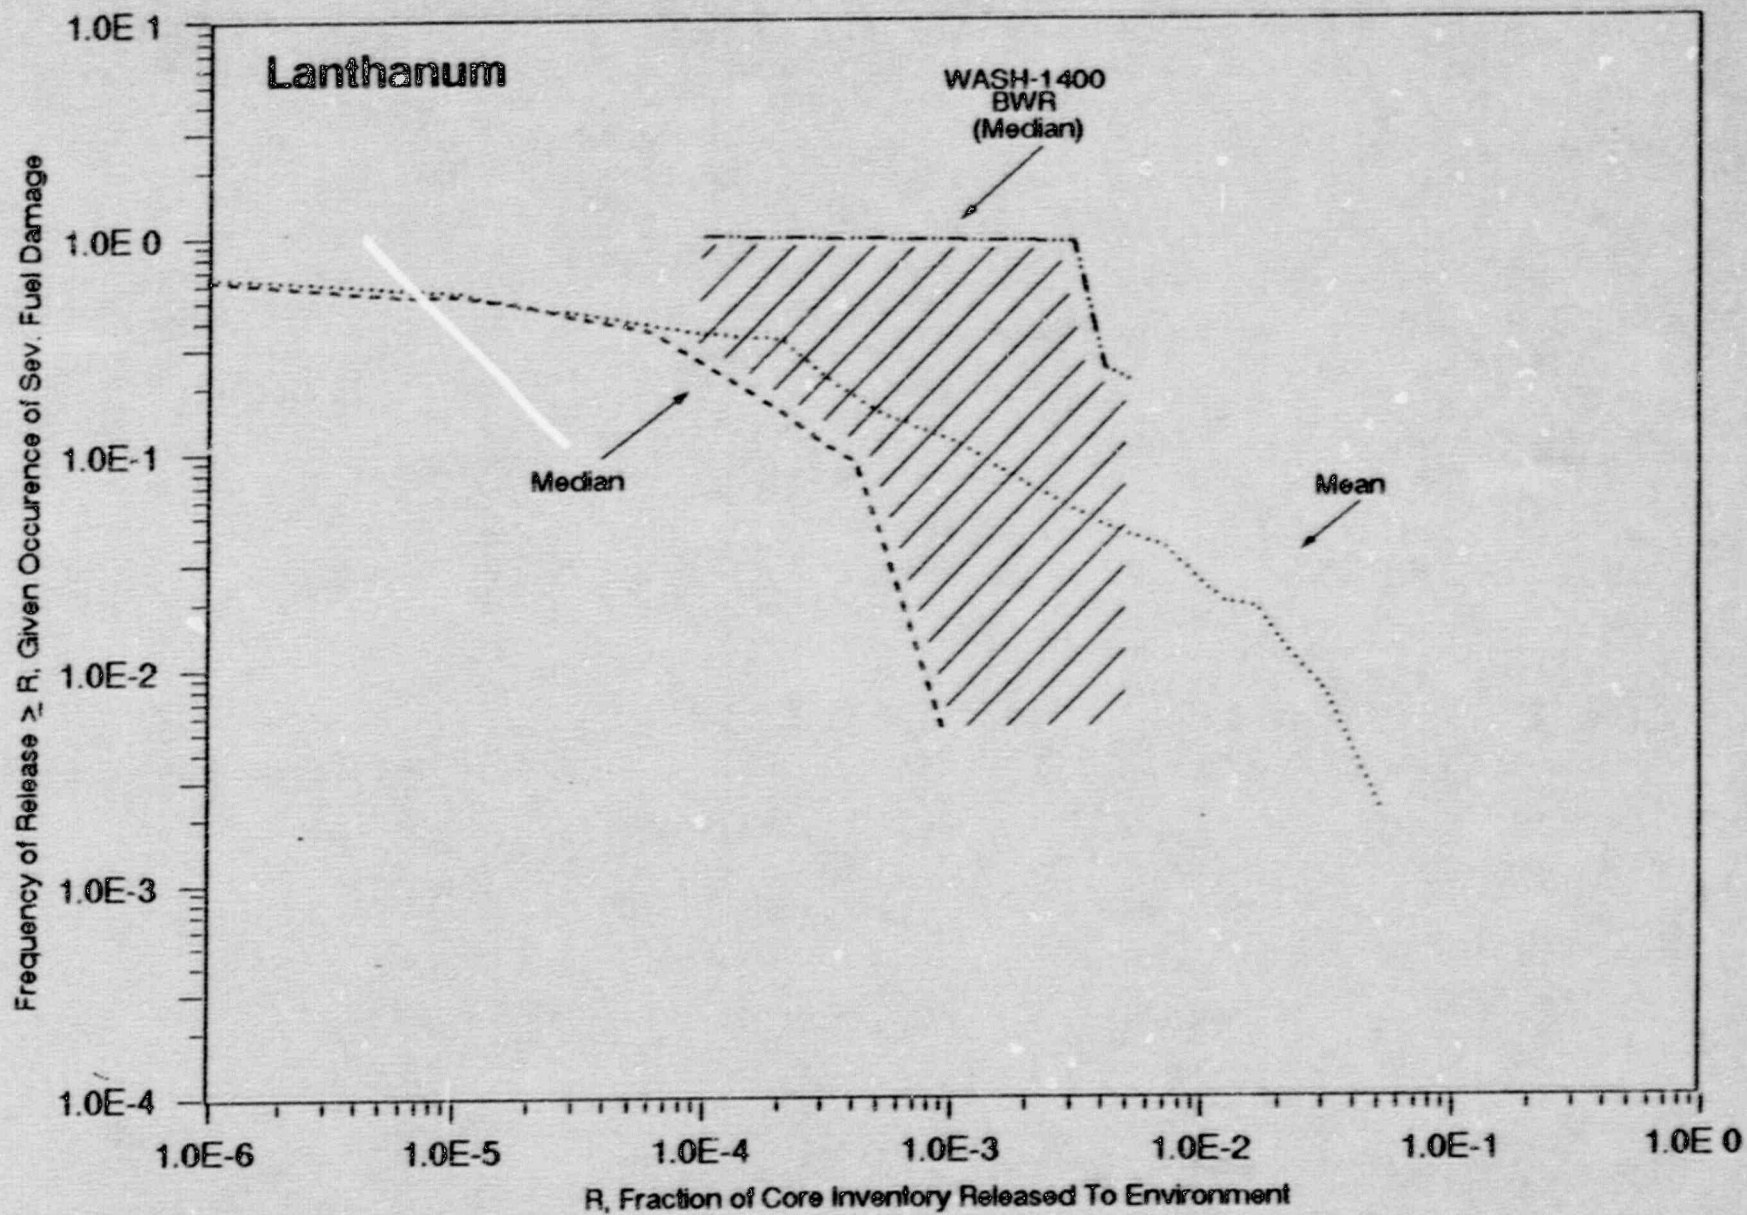 Lanthanum
WASH-1400
BWR
(Median)
Median
Mean
Frequency of Release ≥ R, Given Occurence of Sev. Fuel Damage
1.0E 1
1.0E 0
1.0E-1
1.0E-2
1.0E-3
1.0E-4
1.0E-6
1.0E-5
1.0E-4
1.0E-3
1.0E-2
1.0E-1
1.0E 0
R, Fraction of Core Inventory Released To Environment